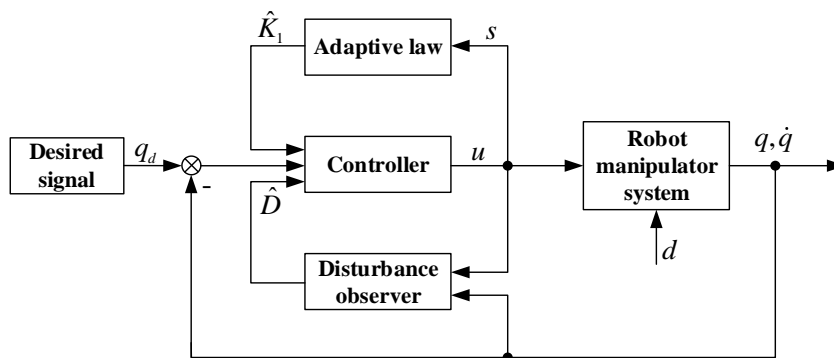 K̂₁
Adaptive law
s
Desired
signal
q_d
-
Controller
u
Robot
manipulator
system
q, q̇
D̂
d
Disturbance
observer